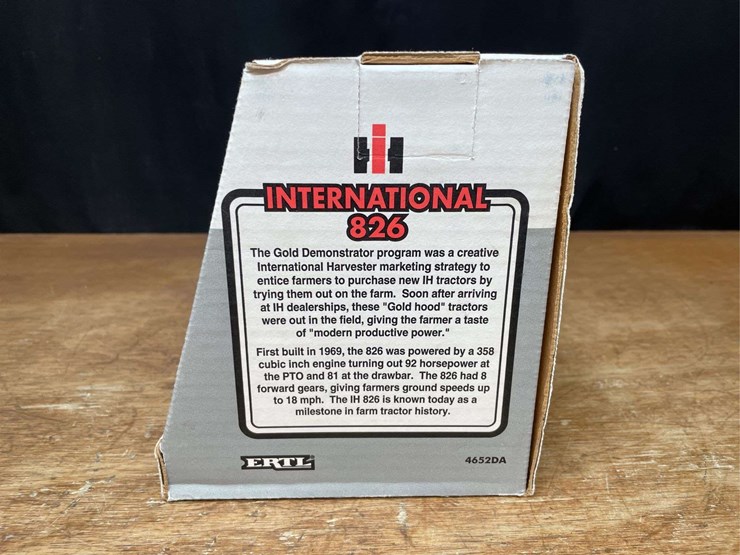 INTERNATIONAL
826
The Gold Demonstrator program was a creative
International Harvester marketing strategy to
entice farmers to purchase new IH tractors by
trying them out on the farm. Soon after arriving
at IH dealerships, these "Gold hood" tractors
were out in the field, giving the farmer a taste
of "modern productive power."
First built in 1969, the 826 was powered by a 358
cubic inch engine turning out 92 horsepower at
the PTO and 81 at the drawbar. The 826 had 8
forward gears, giving farmers ground speeds up
to 18 mph. The IH 826 is known today as a
milestone in farm tractor history.
ERTL
4652DA